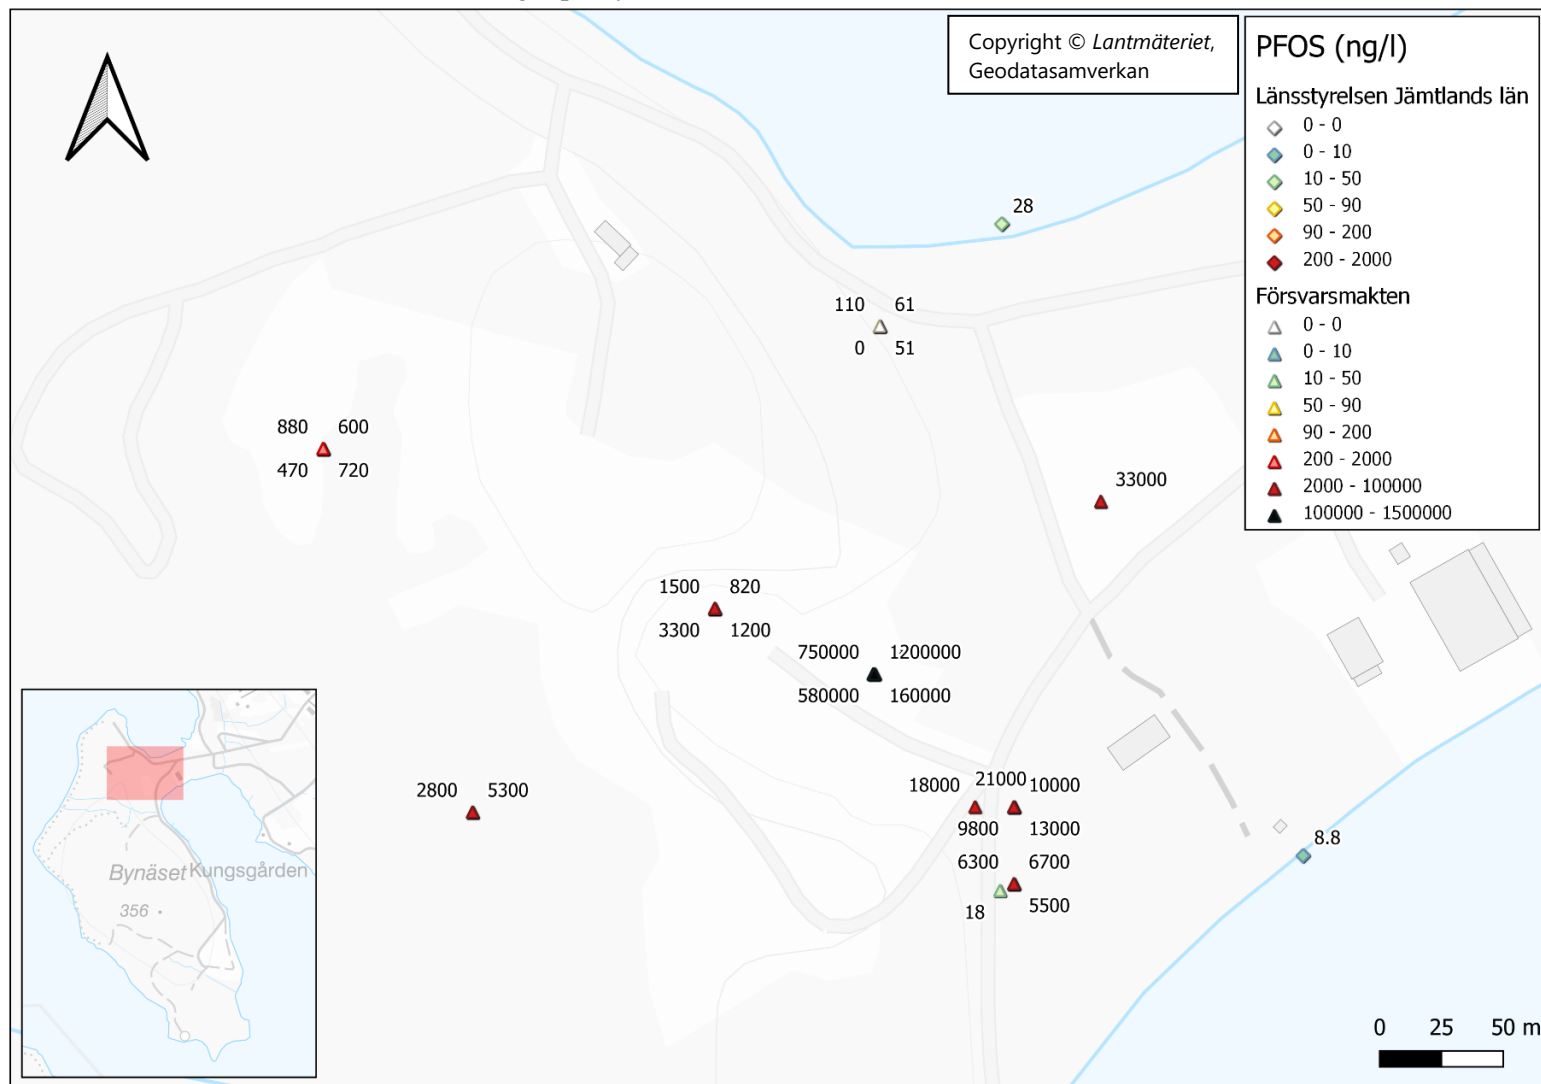 Copyright © Lantmäteriet,
Geodatasamverkan
PFOS (ng/l)
Länsstyrelsen Jämtlands län
0 - 0
0 - 10
10 - 50
50 - 90
90 - 200
200 - 2000
Försvarsmakten
0 - 0
0 - 10
10 - 50
50 - 90
90 - 200
200 - 2000
2000 - 100000
100000 - 1500000
28
110 61
0 51
880 600
470 720
33000
1500 820
3300 1200
750000 1200000
580000 160000
2800 5300
18000 21000 10000
9800 13000
6300 6700
18 5500
8.8
Bynäset Kungsgården
356
0 25 50 m